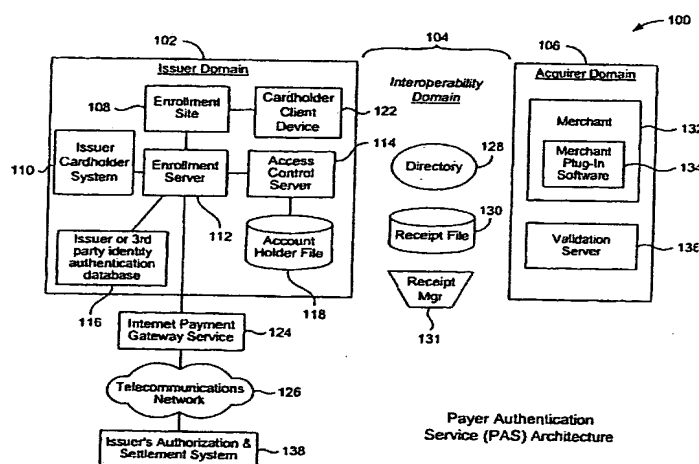 100
102
104
106
Issuer Domain
Interoperability
Domain
Acquirer Domain
108
Enrollment
Site
Cardholder
Client
Device
122
110
Issuer
Cardholder
System
Enrollment
Server
112
Access
Control
Server
114
Issuer or 3rd
party identity
authentication
database
116
Account
Holder File
118
Directory
128
Receipt File
130
Receipt
Mgr
131
Merchant
132
Merchant
Plug-In
Software
134
Validation
Server
136
Internet Payment
Gateway Service
124
Telecommunications
Network
126
Issuer's Authorization &
Settlement System
138
Payer Authentication
Service (PAS) Architecture